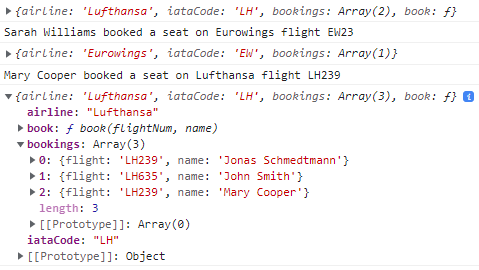 {airline: 'Lufthansa', iataCode: 'LH', bookings: Array(2), book: ƒ}
Sarah Williams booked a seat on Eurowings flight EW23
{airline: 'Eurowings', iataCode: 'EW', bookings: Array(1)}
Mary Cooper booked a seat on Lufthansa flight LH239
{airline: 'Lufthansa', iataCode: 'LH', bookings: Array(3), book: ƒ} i
airline: "Lufthansa"
book: ƒ book(flightNum, name)
bookings: Array(3)
0: {flight: 'LH239', name: 'Jonas Schmedtmann'}
1: {flight: 'LH635', name: 'John Smith'}
2: {flight: 'LH239', name: 'Mary Cooper'}
length: 3
[[Prototype]]: Array(0)
iataCode: "LH"
[[Prototype]]: Object